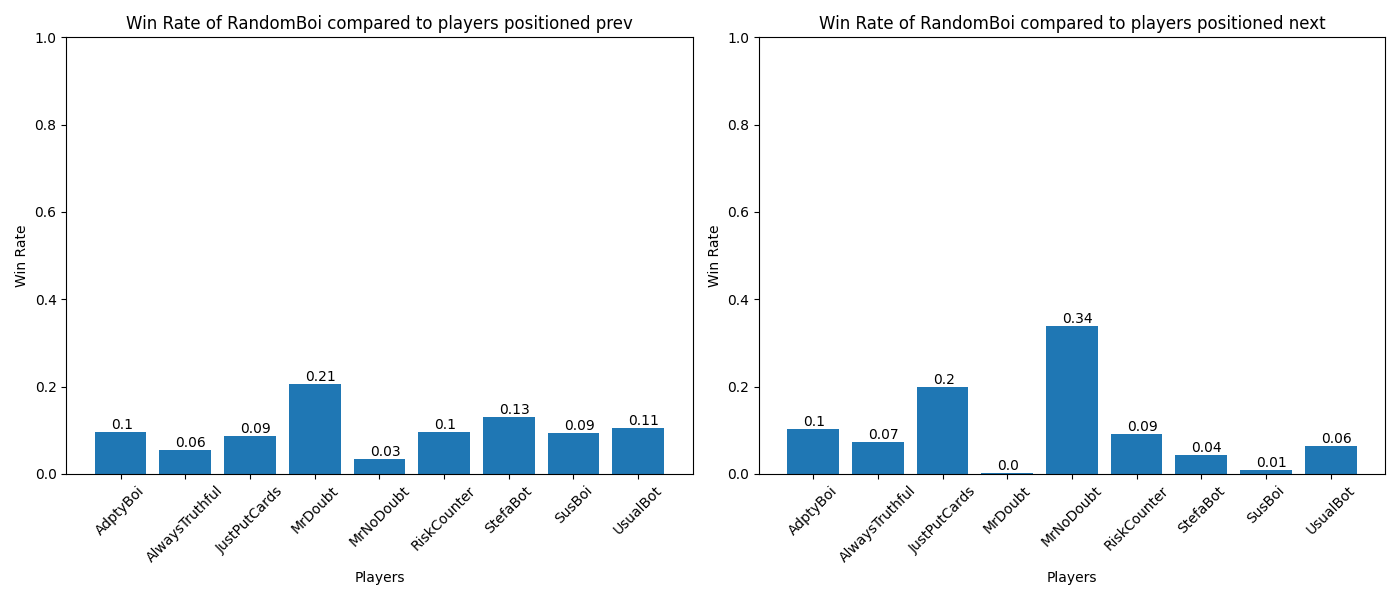 Win Rate of RandomBoi compared to players positioned prev
1.0
0.8
0.6
0.4
0.2
0.0
Win Rate
0.1
0.06
0.09
0.21
0.03
0.1
0.13
0.09
0.11
AdptyBoi
AlwaysTruthful
JustPutCards
MrDoubt
MrNoDoubt
RiskCounter
StefaBot
SusBoi
UsualBot
Players
Win Rate of RandomBoi compared to players positioned next
1.0
0.8
0.6
0.4
0.2
0.0
Win Rate
0.1
0.07
0.2
0.0
0.34
0.09
0.04
0.01
0.06
AdptyBoi
AlwaysTruthful
JustPutCards
MrDoubt
MrNoDoubt
RiskCounter
StefaBot
SusBoi
UsualBot
Players